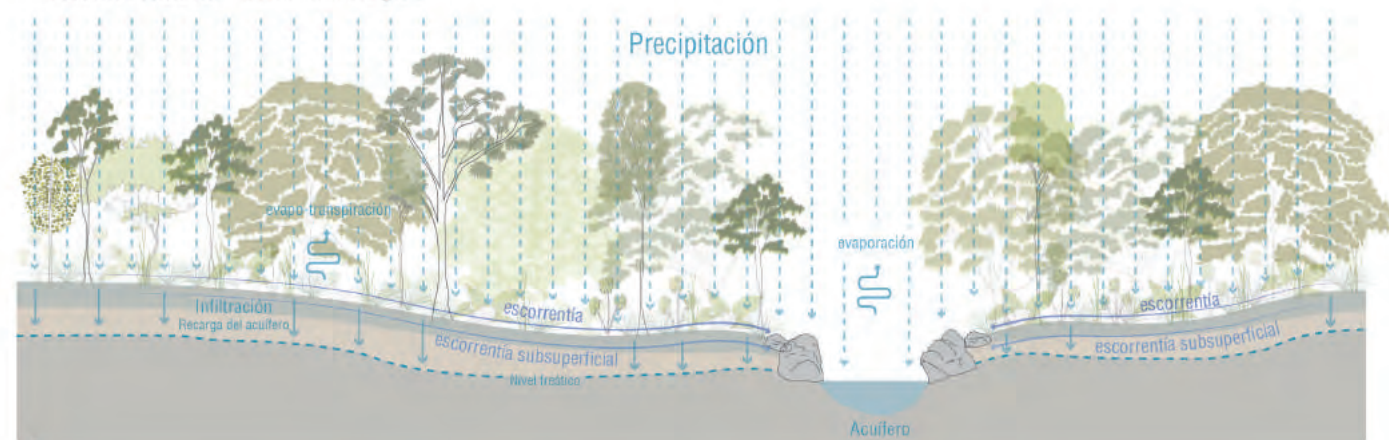 Precipitación
evapo-transpiración
evaporación
Infiltración
Recarga del acuífero
escorrentía
escorrentía subsuperficial
Nivel freático
escorrentía
escorrentía subsuperficial
Acuífero